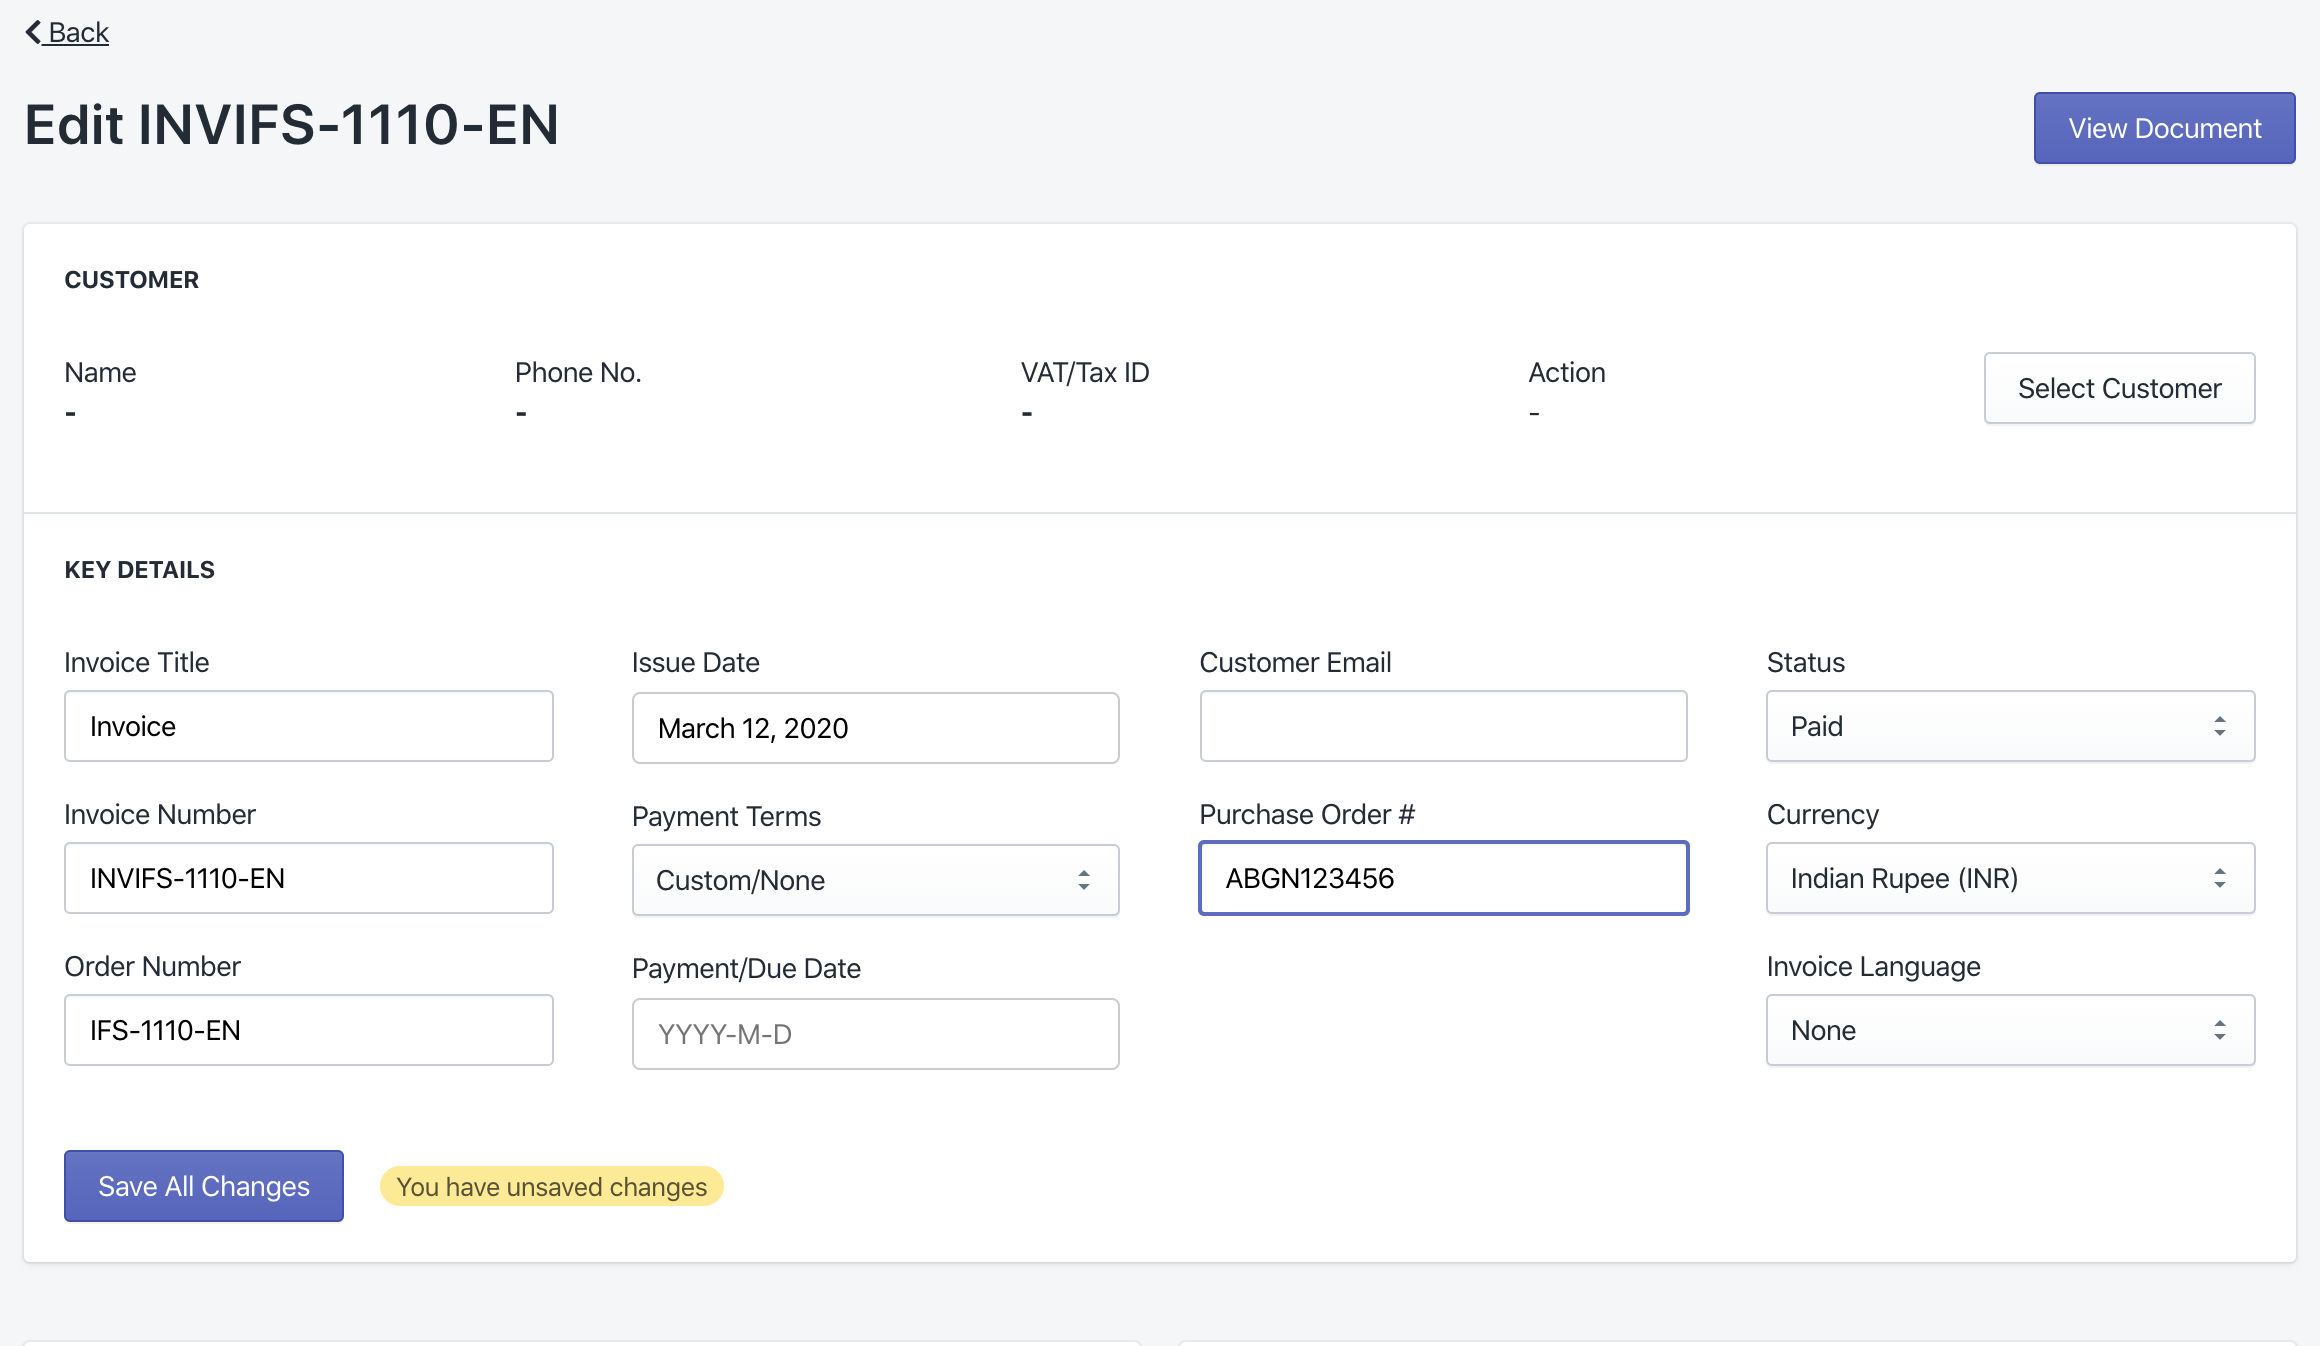 Back
Edit INVIFS-1110-EN
View Document
CUSTOMER
Name
-
Phone No.
-
VAT/Tax ID
-
Action
-
Select Customer
KEY DETAILS
Invoice Title
Invoice
Issue Date
March 12, 2020
Customer Email
Status
Paid
Invoice Number
INVIFS-1110-EN
Payment Terms
Custom/None
Purchase Order #
ABGN123456
Currency
Indian Rupee (INR)
Order Number
IFS-1110-EN
Payment/Due Date
YYYY-M-D
Invoice Language
None
Save All Changes
You have unsaved changes